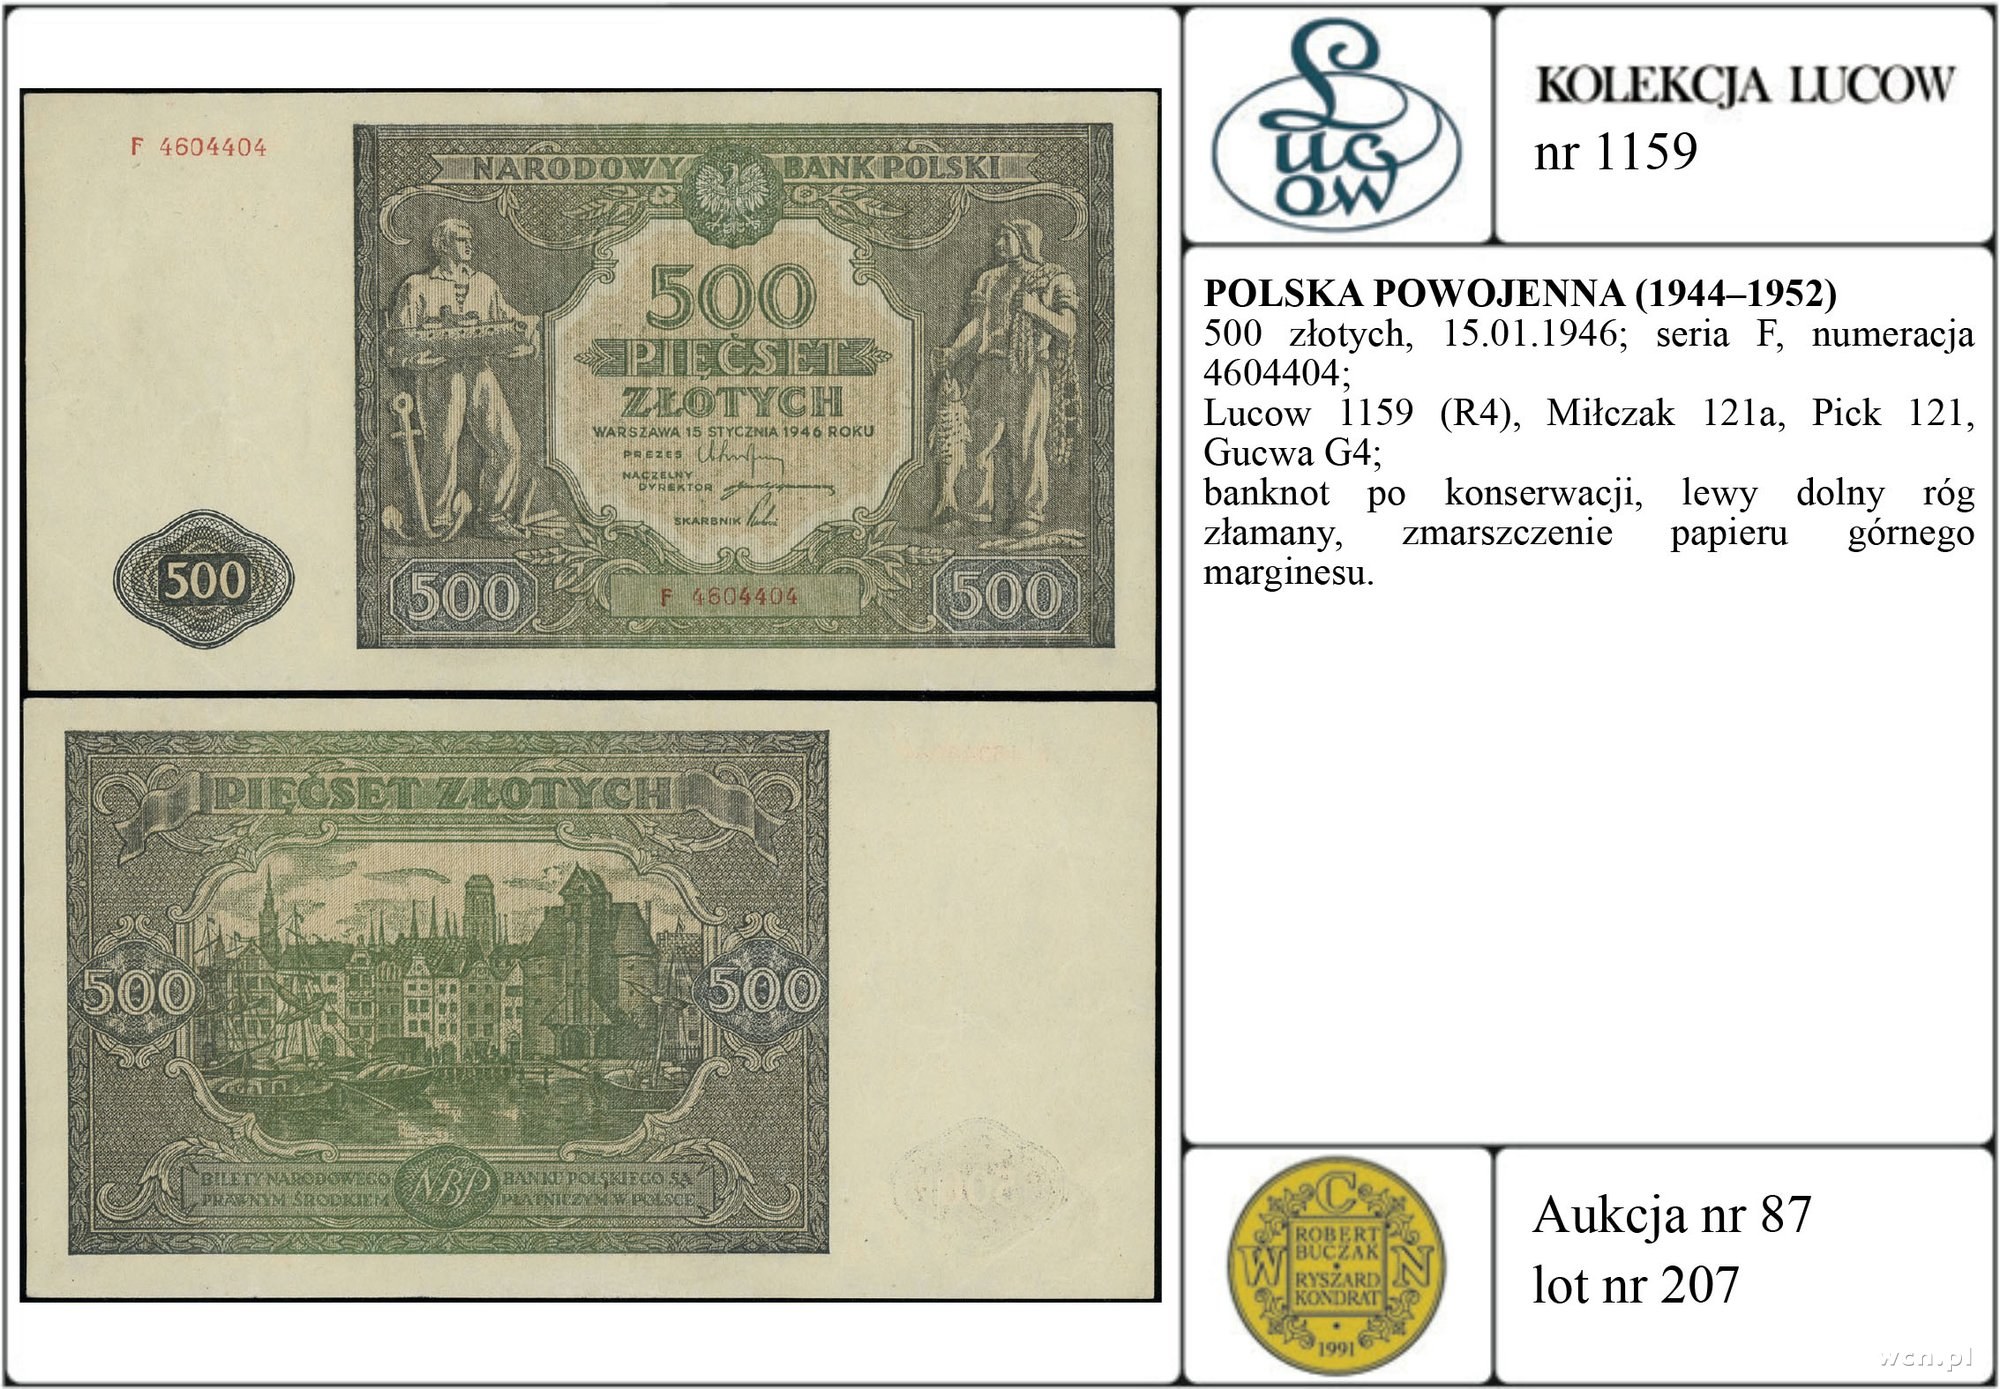 F 4604404
NARODOWY BANK POLSKI
500
PIĘĆSET
ZŁOTYCH
WARSZAWA 15 STYCZNIA 1946 ROKU
PREZES
NACZELNY
DYREKTOR
SKARBNIK
500
500
F 4604404
500
PIĘĆSET ZŁOTYCH
500
500
BILETY NARODOWEGO BANKU POLSKIEGO SĄ
PRAWNYM ŚRODKIEM PŁATNICZYM W POLSCE
NBP
Lucow
KOLEKCJA LUCOW
nr 1159
POLSKA POWOJENNA (1944–1952)
500 złotych, 15.01.1946; seria F, numeracja
4604404;
Lucow 1159 (R4), Miłczak 121a, Pick 121,
Gucwa G4;
banknot po konserwacji, lewy dolny róg
złamany, zmarszczenie papieru górnego
marginesu.
C
W N
ROBERT
BUCZAK
RYSZARD
KONDRAT
1991
Aukcja nr 87
lot nr 207
wcn.pl